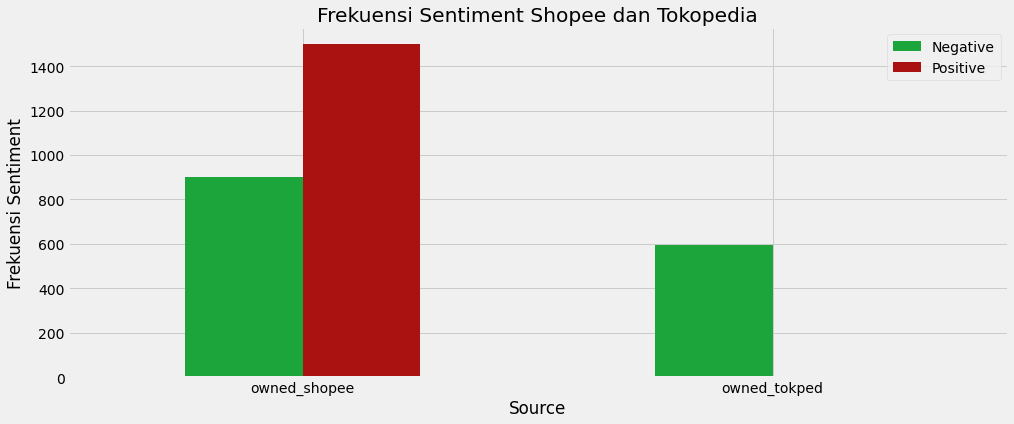 Frekuensi Sentiment Shopee dan Tokopedia
Negative
Positive
Frekuensi Sentiment
1400
1200
1000
800
600
400
200
0
owned_shopee
owned_tokped
Source